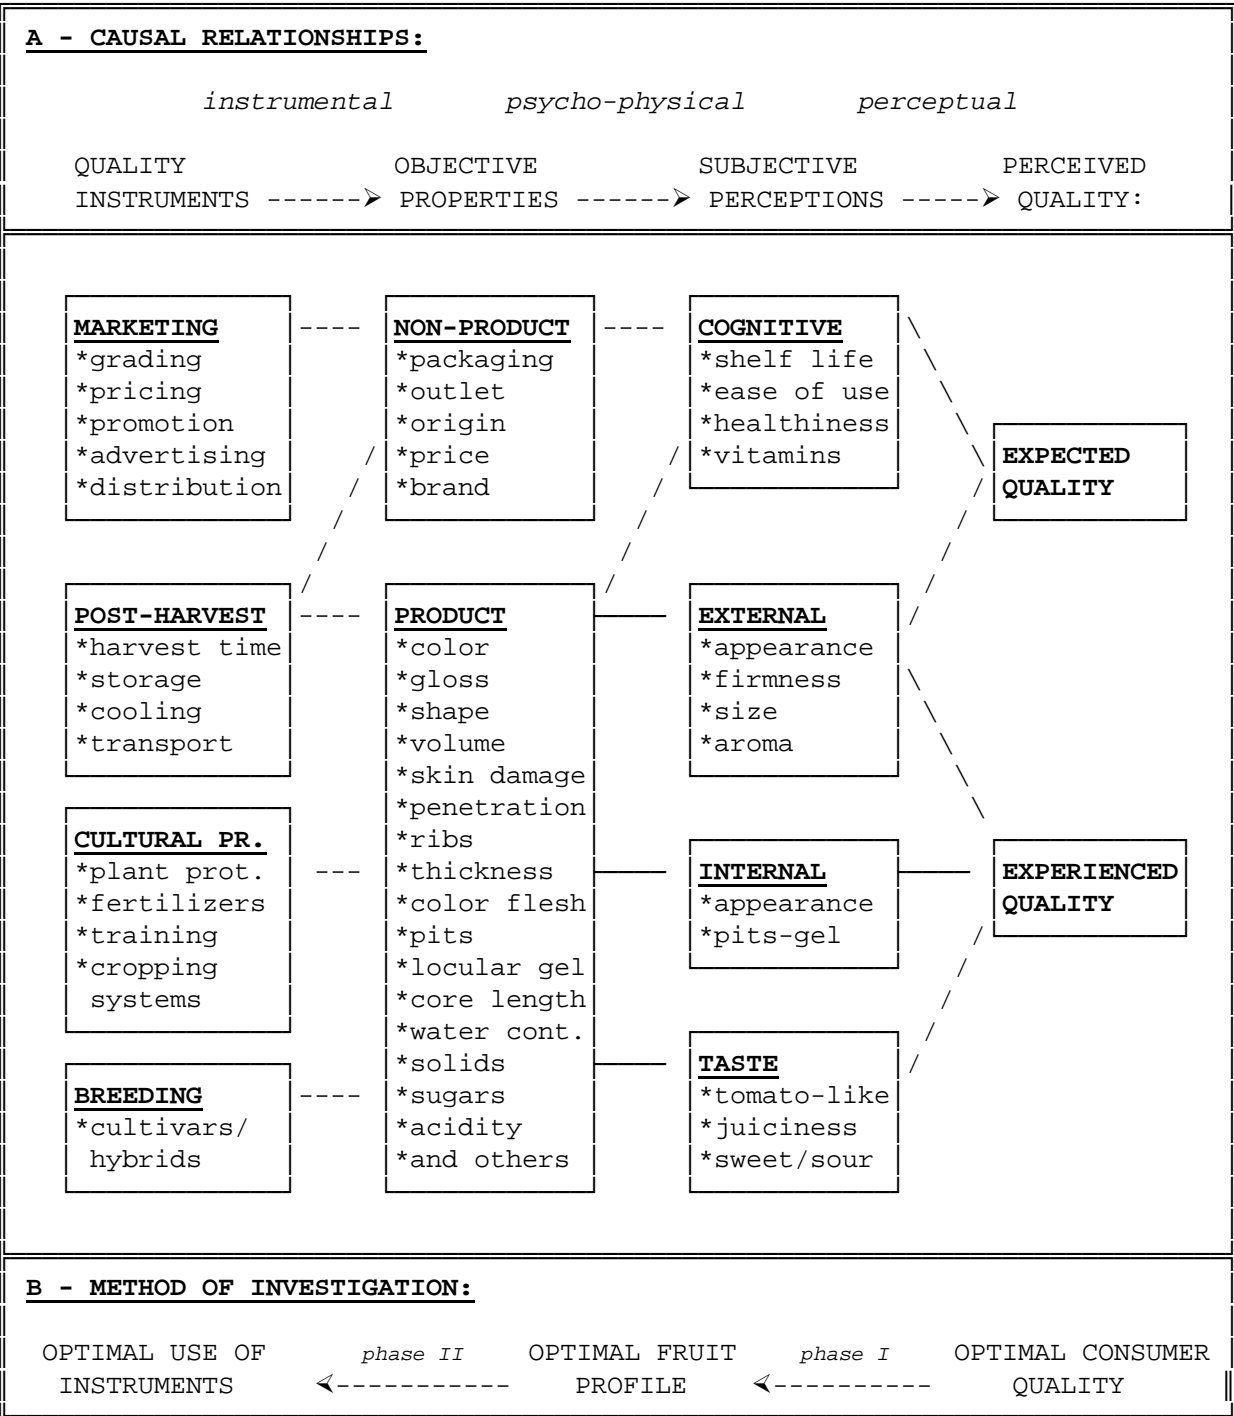 A - CAUSAL RELATIONSHIPS:
instrumental psycho-physical perceptual
QUALITY OBJECTIVE SUBJECTIVE PERCEIVED
INSTRUMENTS ------> PROPERTIES ------> PERCEPTIONS -----> QUALITY:
MARKETING
*grading
*pricing
*promotion
*advertising
*distribution
NON-PRODUCT
*packaging
*outlet
*origin
*price
*brand
COGNITIVE
*shelf life
*ease of use
*healthiness
*vitamins
EXPECTED
QUALITY
POST-HARVEST
*harvest time
*storage
*cooling
*transport
CULTURAL PR.
*plant prot.
*fertilizers
*training
*cropping
systems
BREEDING
*cultivars/
hybrids
PRODUCT
*color
*gloss
*shape
*volume
*skin damage
*penetration
*ribs
*thickness
*color flesh
*pits
*locular gel
*core length
*water cont.
*solids
*sugars
*acidity
*and others
EXTERNAL
*appearance
*firmness
*size
*aroma
INTERNAL
*appearance
*pits-gel
TASTE
*tomato-like
*juiciness
*sweet/sour
EXPERIENCED
QUALITY
B - METHOD OF INVESTIGATION:
OPTIMAL USE OF phase II OPTIMAL FRUIT phase I OPTIMAL CONSUMER
INSTRUMENTS <----------- PROFILE <---------- QUALITY